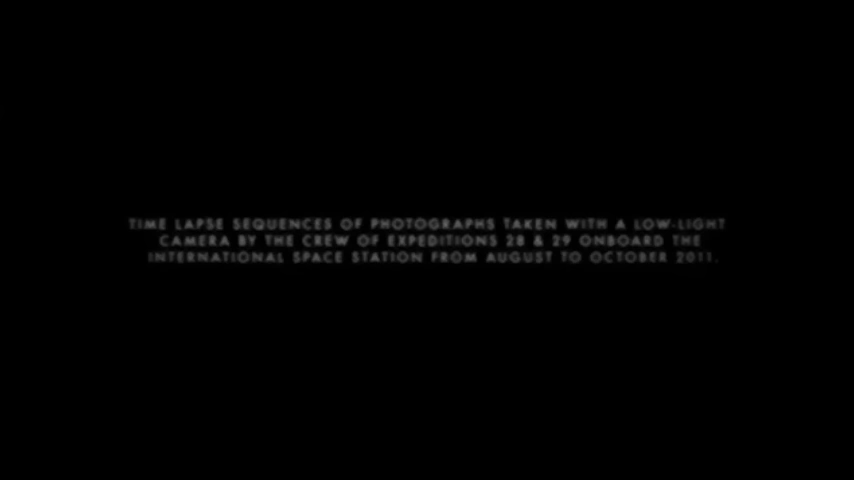 TIME LAPSE SEQUENCES OF PHOTOGRAPHS TAKEN WITH A LOW-LIGHT
CAMERA BY THE CREW OF EXPEDITIONS 28 & 29 ONBOARD THE
INTERNATIONAL SPACE STATION FROM AUGUST TO OCTOBER 2011.